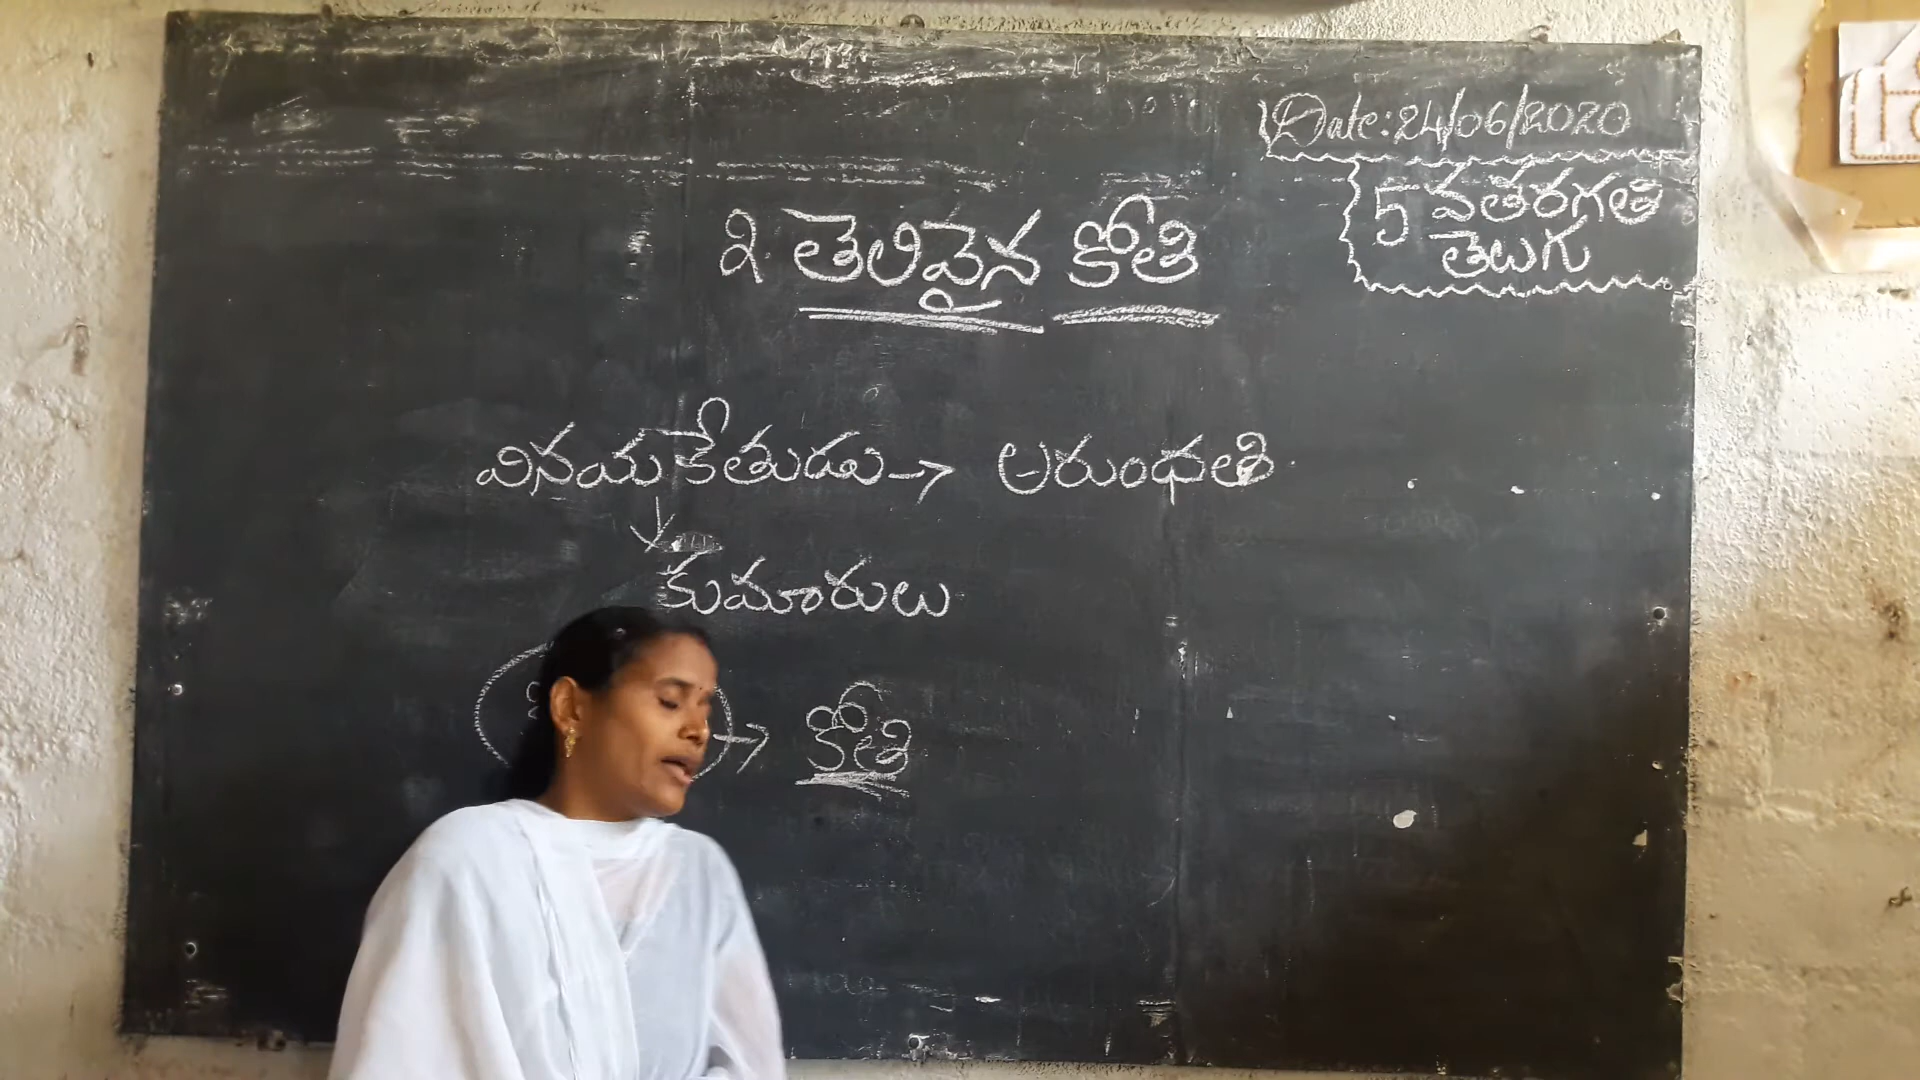 Date: 24/06/2020
5 వతరగతి
తెలుగు
2. తెలివైన కోతి
వినయకేతుడు → అరుంధతి
కుమారులు
→ కోతి